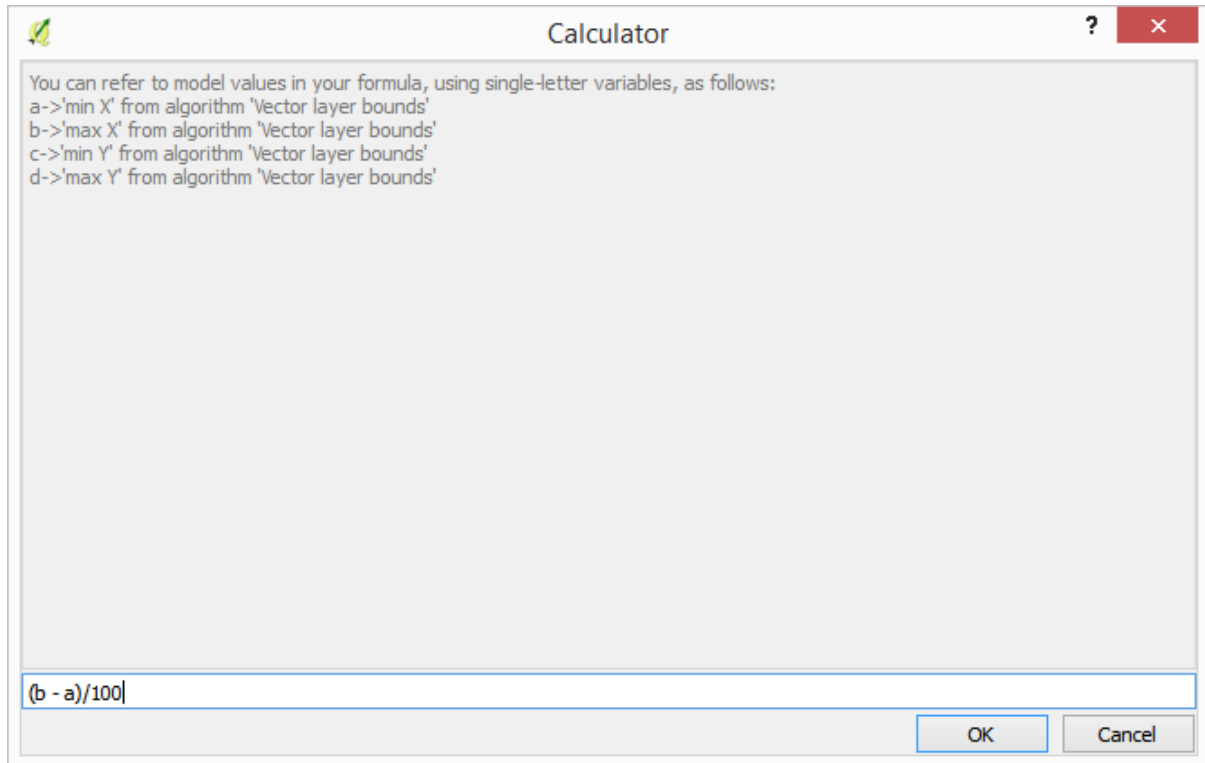 Calculator
?
×
You can refer to model values in your formula, using single-letter variables, as follows:
a->'min X' from algorithm 'Vector layer bounds'
b->'max X' from algorithm 'Vector layer bounds'
c->'min Y' from algorithm 'Vector layer bounds'
d->'max Y' from algorithm 'Vector layer bounds'
(b - a)/100
OK Cancel